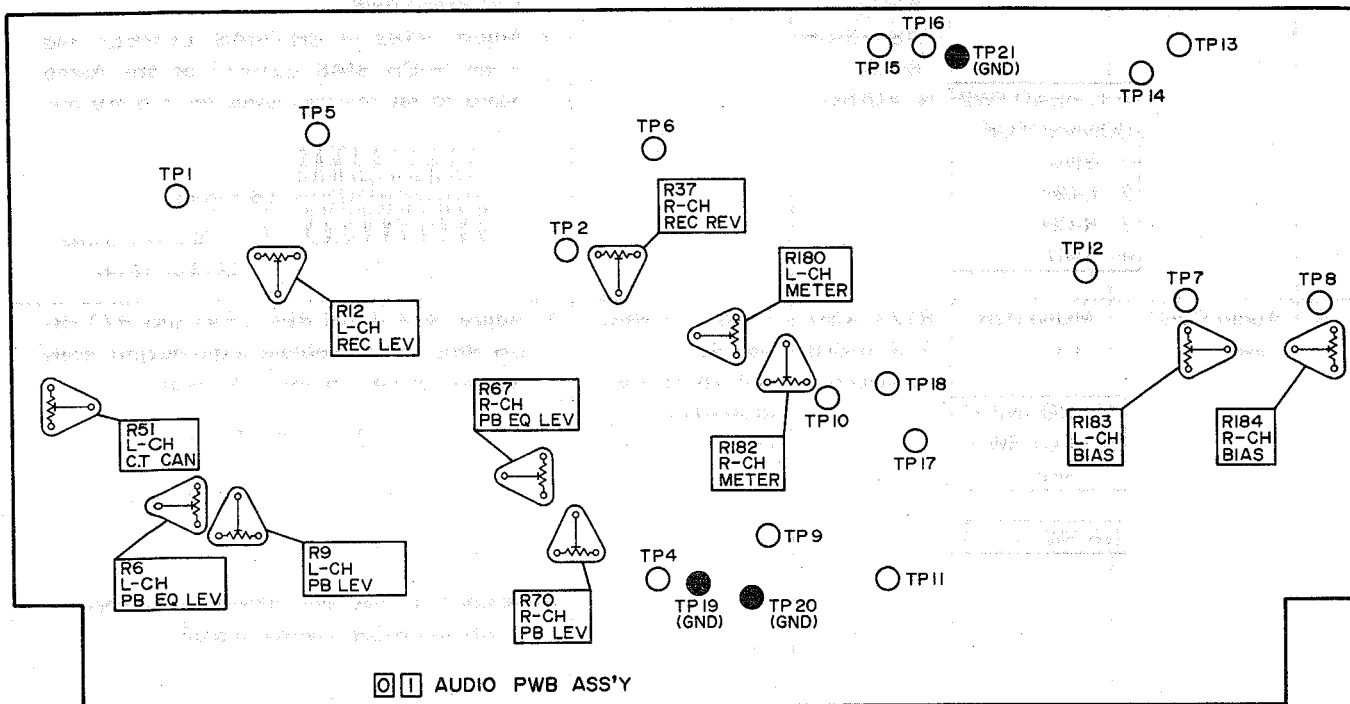 TP16
TP15
TP21
(GND)
TP13
TP14
TP5
TP6
TP1
R37
R-CH
REC REV
TP2
R180
L-CH
METER
TP12
TP7
TP8
R12
L-CH
REC LEV
R67
R-CH
PB EQ LEV
TP18
TP10
R51
L-CH
C.T CAN
R182
R-CH
METER
TP17
R183
L-CH
BIAS
R184
R-CH
BIAS
R6
L-CH
PB EQ LEV
R9
L-CH
PB LEV
TP9
TP4
TP19
(GND)
TP20
(GND)
TP11
R70
R-CH
PB LEV
01 AUDIO PWB ASS'Y